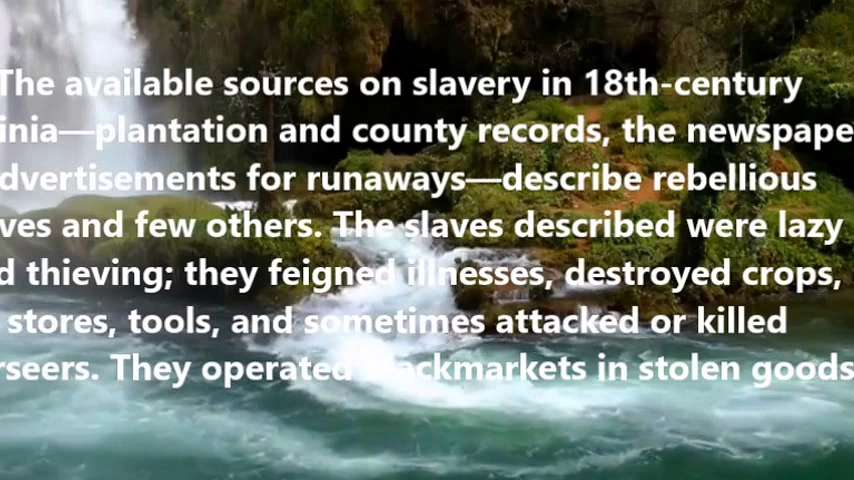 The available sources on slavery in 18th-century
inia—plantation and county records, the newspape
dvertisements for runaways—describe rebellious
ves and few others. The slaves described were lazy
d thieving; they feigned illnesses, destroyed crops,
stores, tools, and sometimes attacked or killed
rseers. They operated blackmarkets in stolen goods